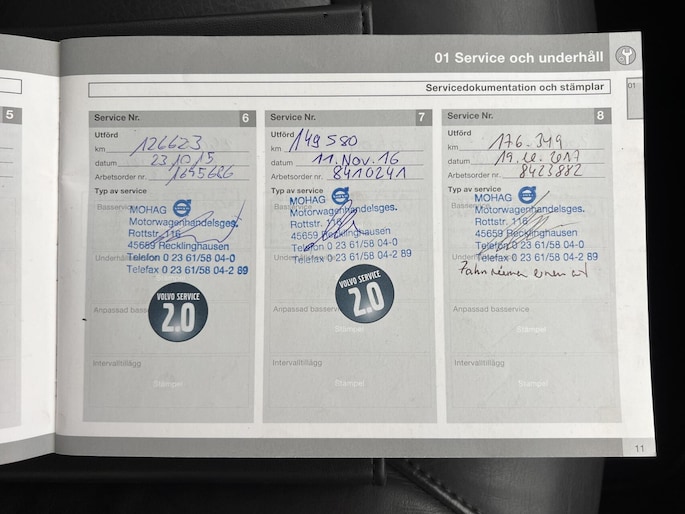 01 Service och underhåll
Servicedokumentation och stämplar
01
5
Service Nr. 6
Utförd
km 126623
datum 23 10 15
Arbetsorder nr. 1695686
Typ av service
Basservice
MOHAG VOLVO
Motorwagenhandelsges.
Rottstr. 116
45659 Recklinghausen
Telefon 0 23 61/58 04-0
Telefax 0 23 61/58 04-2 89
VOLVO SERVICE
2.0
Anpassad basservice
Intervalltillägg
Stämpel
Service Nr. 7
Utförd
km 149580
datum 11. Nov. 16
Arbetsorder nr. 8410241
Typ av service
MOHAG VOLVO
Motorwagenhandelsges.
Rottstr. 116
45659 Recklinghausen
Telefon 0 23 61/58 04-0
Telefax 0 23 61/58 04-2 89
VOLVO SERVICE
2.0
Anpassad basservice
Stämpel
Intervalltillägg
Stämpel
Service Nr. 8
Utförd
km 176.349
datum
Arbetsorder nr. 8423882
Typ av service
MOHAG VOLVO
Motorwagenhandelsges.
Rottstr. 116
45659 Recklinghausen
Telefon 0 23 61/58 04-0
Telefax 0 23 61/58 04-2 89
Zahnriemen erneuert
Anpassad basservice
Stämpel
Intervalltillägg
Stämpel
11